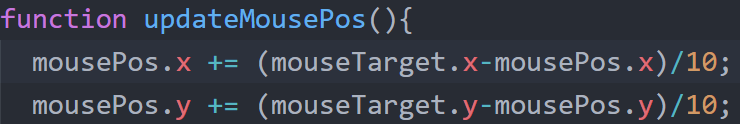 function updateMousePos(){
mousePos.x += (mouseTarget.x-mousePos.x)/10;
mousePos.y += (mouseTarget.y-mousePos.y)/10;